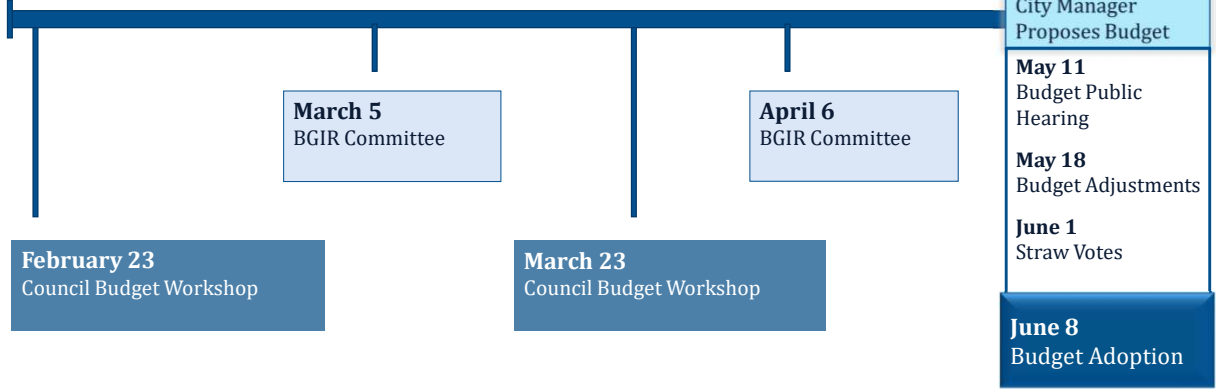 February 23
Council Budget Workshop
March 5
BGIR Committee
March 23
Council Budget Workshop
April 6
BGIR Committee
City Manager
Proposes Budget
May 11
Budget Public
Hearing
May 18
Budget Adjustments
June 1
Straw Votes
June 8
Budget Adoption